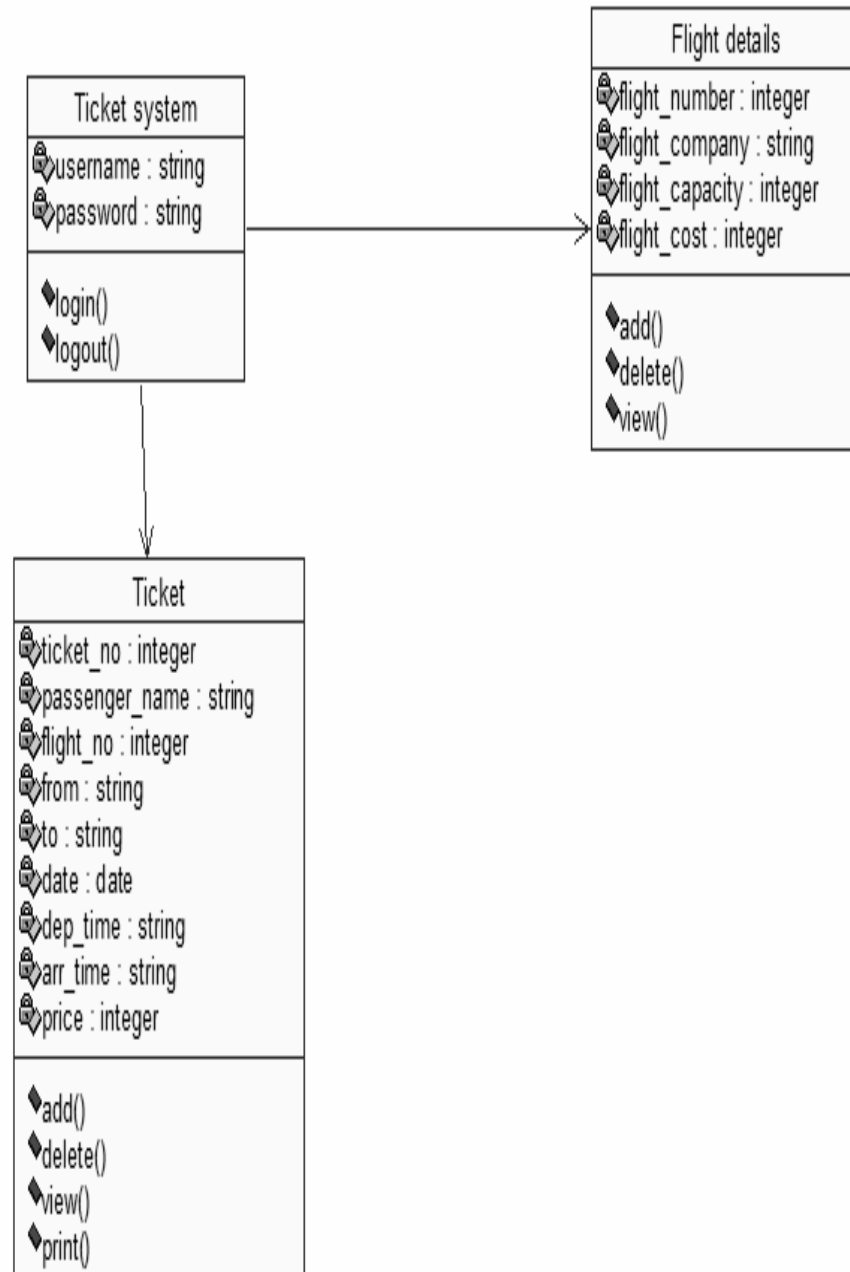 Ticket system
username : string
password : string
login()
logout()
Flight details
flight_number : integer
flight_company : string
flight_capacity : integer
flight_cost : integer
add()
delete()
view()
Ticket
ticket_no : integer
passenger_name : string
flight_no : integer
from : string
to : string
date : date
dep_time : string
arr_time : string
price : integer
add()
delete()
view()
print()